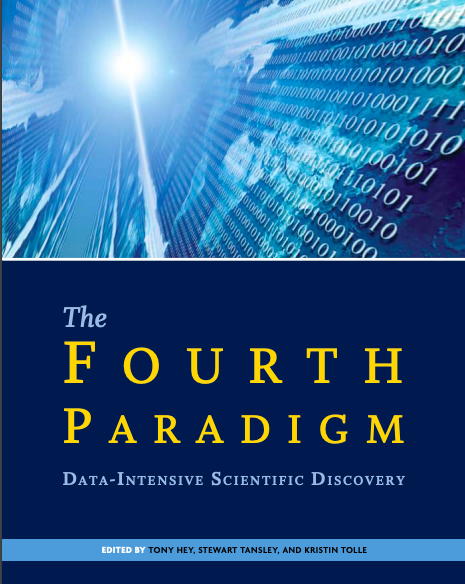 The
FOURTH
PARADIGM
DATA-INTENSIVE SCIENTIFIC DISCOVERY
EDITED BY TONY HEY, STEWART TANSLEY, AND KRISTIN TOLLE